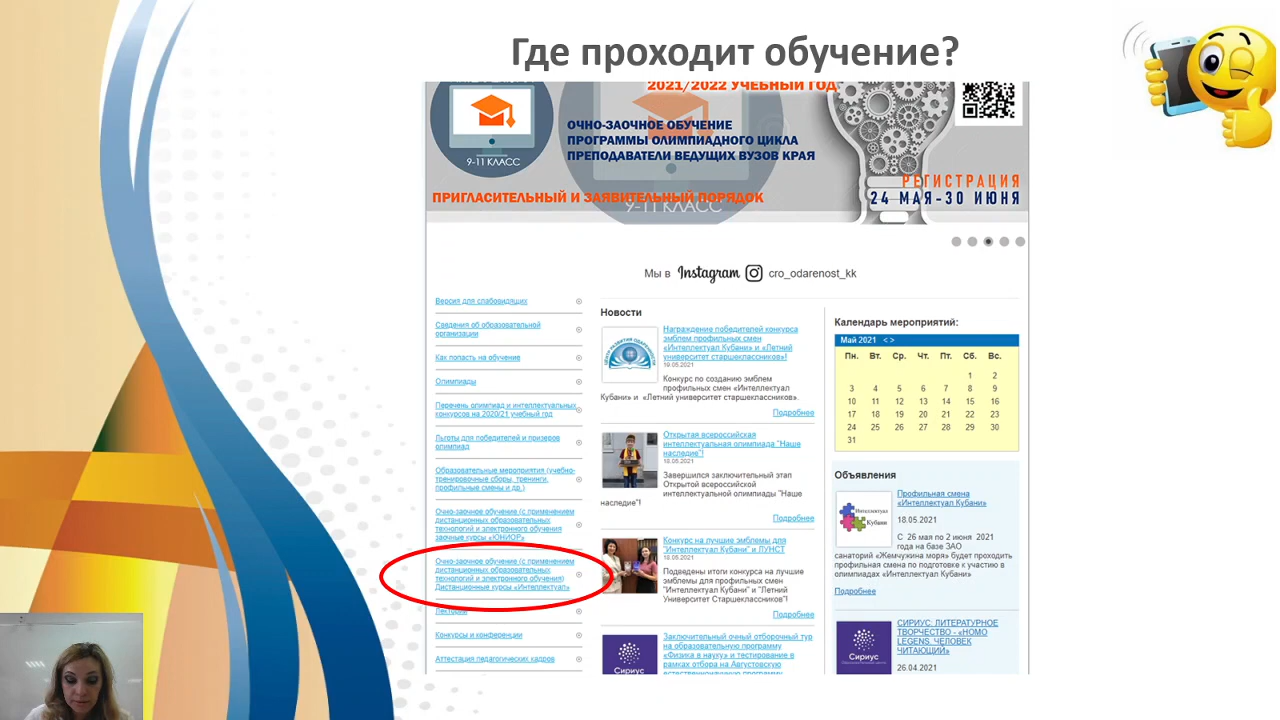 Где проходит обучение?
2021/2022 УЧЕБНЫЙ ГОД
ОЧНО-ЗАОЧНОЕ ОБУЧЕНИЕ
ПРОГРАММЫ ОЛИМПИАДНОГО ЦИКЛА
ПРЕПОДАВАТЕЛИ ВЕДУЩИХ ВУЗОВ КРАЯ
9-11 КЛАСС
ПРИГЛАСИТЕЛЬНЫЙ И ЗАЯВИТЕЛЬНЫЙ ПОРЯДОК
9-11 КЛАСС
РЕГИСТРАЦИЯ
24 МАЯ-30 ИЮНЯ
Мы в Instagram cro_odarenost_kk
Версия для слабовидящих
Сведения об образовательной
организации
Как попасть на обучение
Олимпиады
Перечень олимпиад и интеллектуальных
конкурсов на 2020/21 учебный год
Льготы для победителей и призеров
олимпиад
Образовательные мероприятия (учебно-
тренировочные сборы, тренинги,
профильные смены и др.)
Очно-заочное обучение (с применением
дистанционных образовательных
технологий и электронного обучения
заочные курсы «ЮНИОР»
Очно-заочное обучение (с применением
дистанционных образовательных
технологий и электронного обучения)
Дистанционные курсы «Интеллектуал»
Лекторий
Конкурсы и конференции
Аттестация педагогических кадров
Новости
Награждение победителей конкурса
эмблем профильных смен
«Интеллектуал Кубани» и «Летний
университет старшеклассников»!
19.05.2021
Конкурс по созданию эмблем
профильных смен «Интеллектуал
Кубани» и «Летний университет старшеклассников».
Подробнее
Открытая всероссийская
интеллектуальная олимпиада "Наше
наследие"!
18.05.2021
Завершился заключительный этап
Открытой всероссийской
интеллектуальной олимпиады "Наше
наследие"!
Подробнее
Конкурс на лучшие эмблемы для
"Интеллектуал Кубани" и ЛУНСТ
18.05.2021
Подведены итоги конкурса на лучшие
эмблемы для профильных смен
"Интеллектуал Кубани" и "Летний
Университет Старшеклассников"!
Подробнее
Сириус
Заключительный очный отборочный тур
на образовательную программу
«Физика в науку» и тестирование в
рамках отбора на Августовскую
естественнонаучную программу
Календарь мероприятий:
Май 2021 < >
Пн. Вт. Ср. Чт. Пт. Сб. Вс.
1 2
3 4 5 6 7 8 9
10 11 12 13 14 15 16
17 18 19 20 21 22 23
24 25 26 27 28 29 30
31
Объявления
Интеллектуал
Кубани
Профильная смена
«Интеллектуал Кубани»
18.05.2021
С 26 мая по 2 июня 2021
года на базе ЗАО
санаторий «Жемчужина моря» будет проходить
профильная смена по подготовке к участию в
олимпиадах «Интеллектуал Кубани»
Подробнее
Сириус
СИРИУС: ЛИТЕРАТУРНОЕ
ТВОРЧЕСТВО - «HOMO
LEGENS. ЧЕЛОВЕК
ЧИТАЮЩИЙ»
26.04.2021